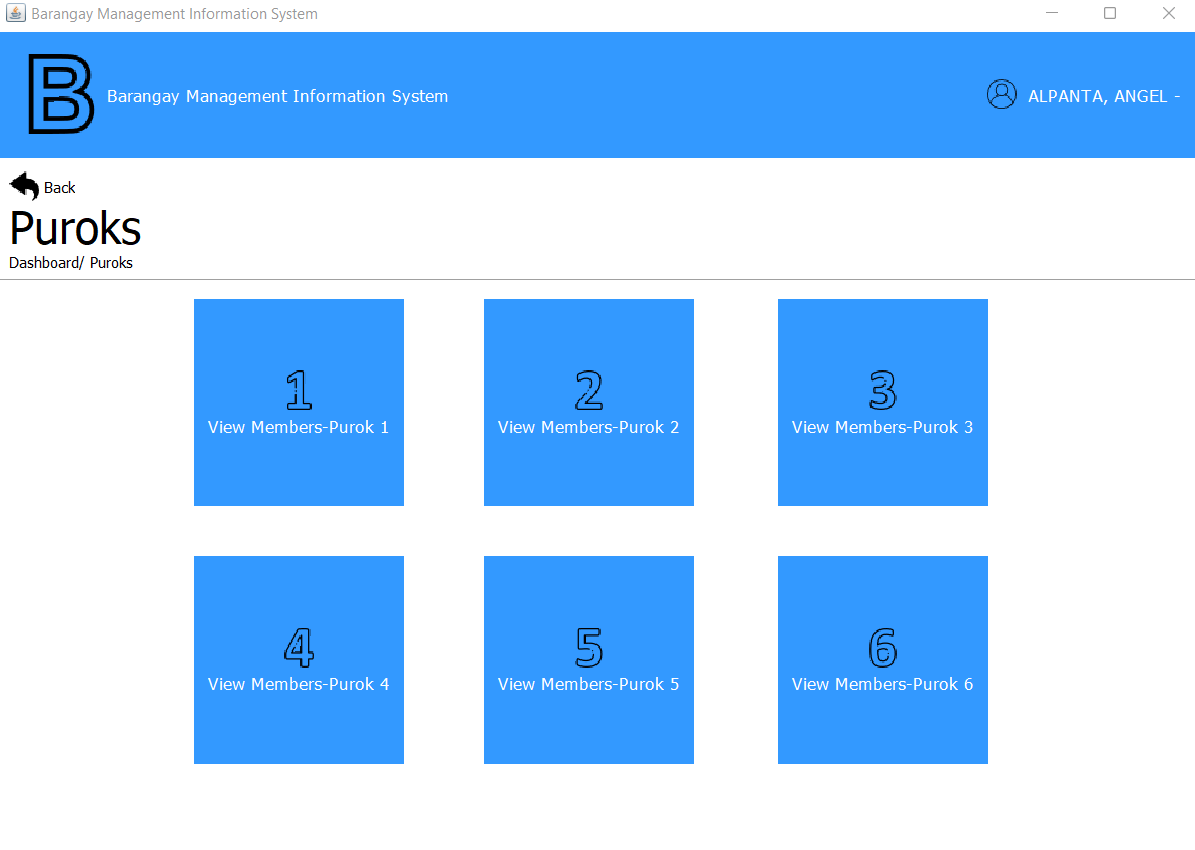 Barangay Management Information System
B
Barangay Management Information System
ALPANTA, ANGEL -
Back
Puroks
Dashboard/ Puroks
1
View Members-Purok 1
2
View Members-Purok 2
3
View Members-Purok 3
4
View Members-Purok 4
5
View Members-Purok 5
6
View Members-Purok 6